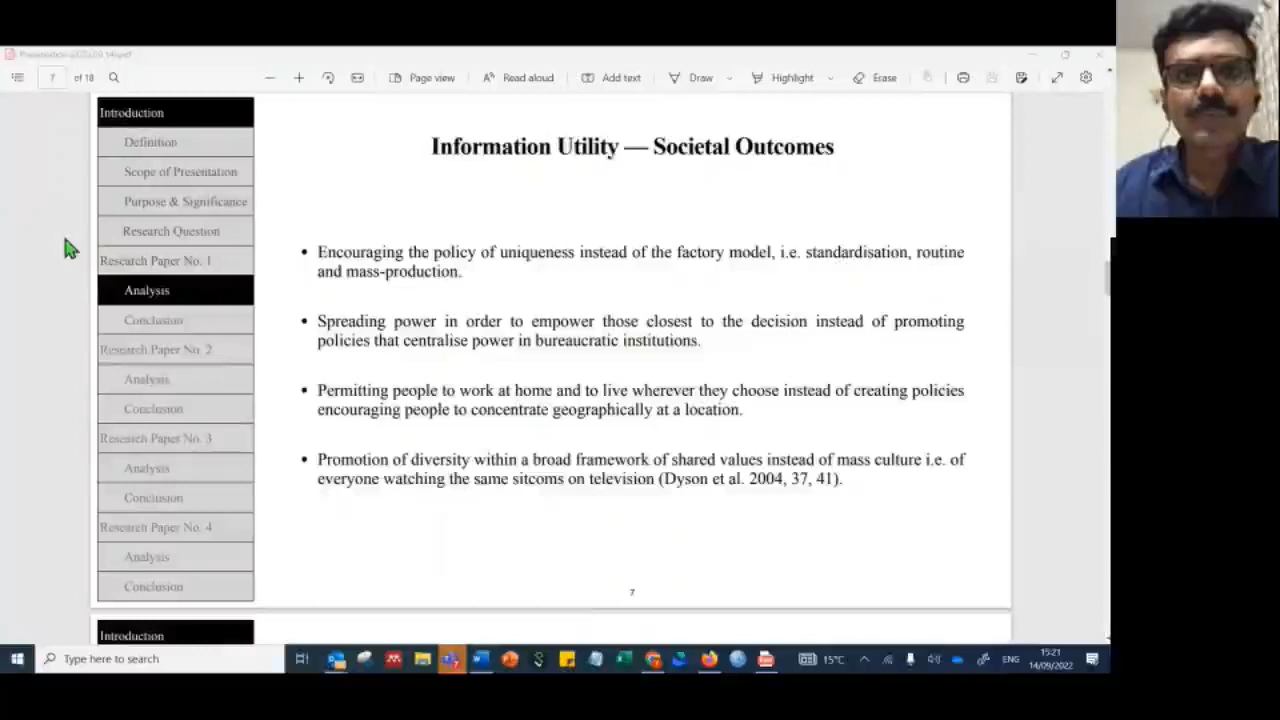 7 of 18
Page view
Read aloud
Add text
Draw
Highlight
Erase
Introduction
Definition
Scope of Presentation
Purpose & Significance
Research Question
Research Paper No. 1
Analysis
Conclusion
Research Paper No. 2
Analysis
Conclusion
Research Paper No. 3
Analysis
Conclusion
Research Paper No. 4
Analysis
Conclusion
Information Utility — Societal Outcomes
• Encouraging the policy of uniqueness instead of the factory model, i.e. standardisation, routine
and mass-production.
• Spreading power in order to empower those closest to the decision instead of promoting
policies that centralise power in bureaucratic institutions.
• Permitting people to work at home and to live wherever they choose instead of creating policies
encouraging people to concentrate geographically at a location.
• Promotion of diversity within a broad framework of shared values instead of mass culture i.e. of
everyone watching the same sitcoms on television (Dyson et al. 2004, 37, 41).
7
Introduction
Type here to search
15°C
ENG
15:21
14/09/2022